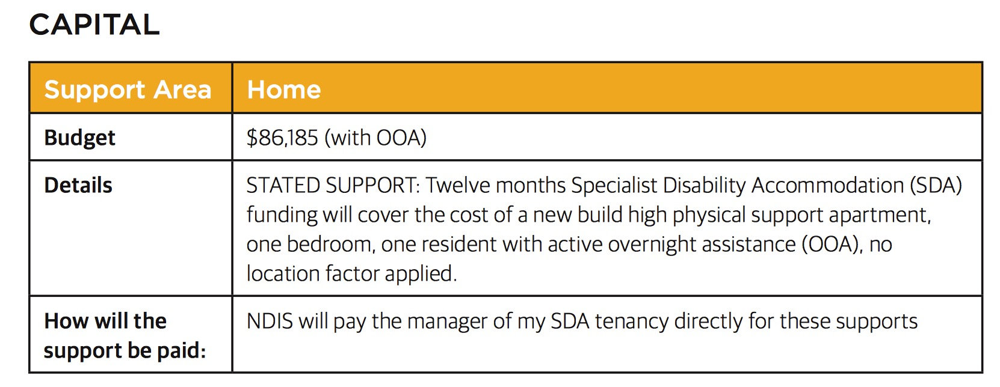 CAPITAL
Support Area
Home
Budget
$86,185 (with OOA)
Details
STATED SUPPORT: Twelve months Specialist Disability Accommodation (SDA)
funding will cover the cost of a new build high physical support apartment,
one bedroom, one resident with active overnight assistance (OOA), no
location factor applied.
How will the
support be paid:
NDIS will pay the manager of my SDA tenancy directly for these supports